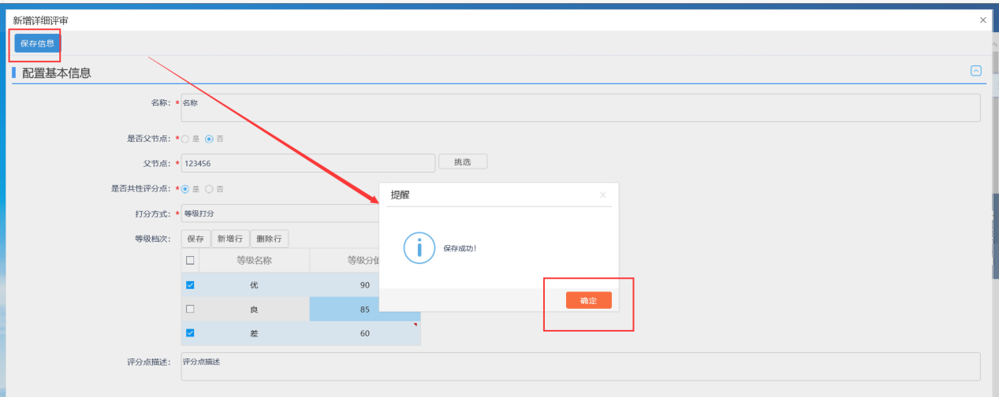 新增详细评审
保存信息
配置基本信息
名称: * 名称
是否父节点: * 是 否
父节点: * 123456 挑选
是否共性评分点: * 是 否
提醒
打分方式: * 等级打分
等级档次: 保存 新增行 删除行
保存成功!
等级名称 等级分
优 90
确定
良 85
差 60
评分点描述: 评分点描述